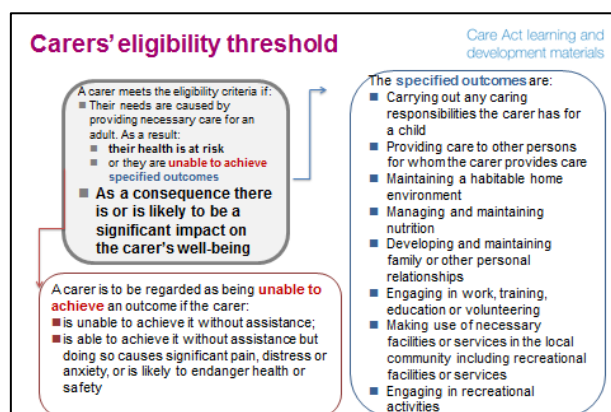 Carers' eligibility threshold
Care Act learning and
development materials
A carer meets the eligibility criteria if:
■ Their needs are caused by
providing necessary care for an
adult. As a result:
■ their health is at risk
■ or they are unable to achieve
specified outcomes
■ As a consequence there
is or is likely to be a
significant impact on
the carer's well-being
A carer is to be regarded as being unable to
achieve an outcome if the carer:
■ is unable to achieve it without assistance;
■ is able to achieve it without assistance but
doing so causes significant pain, distress or
anxiety, or is likely to endanger health or
safety
The specified outcomes are:
■ Carrying out any caring
responsibilities the carer has for
a child
■ Providing care to other persons
for whom the carer provides care
■ Maintaining a habitable home
environment
■ Managing and maintaining
nutrition
■ Developing and maintaining
family or other personal
relationships
■ Engaging in work, training,
education or volunteering
■ Making use of necessary
facilities or services in the local
community including recreational
facilities or services
■ Engaging in recreational
activities